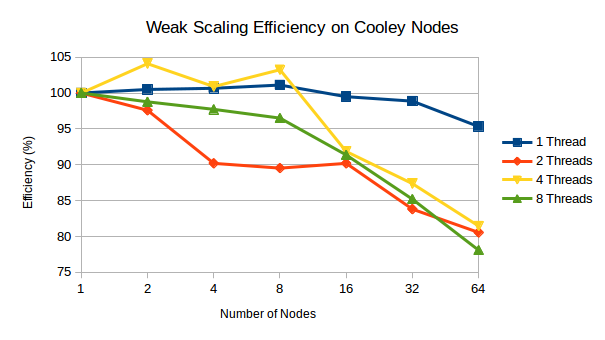 Weak Scaling Efficiency on Cooley Nodes
105
100
95
90
85
80
75
Efficiency (%)
1 2 4 8 16 32 64
Number of Nodes
1 Thread
2 Threads
4 Threads
8 Threads